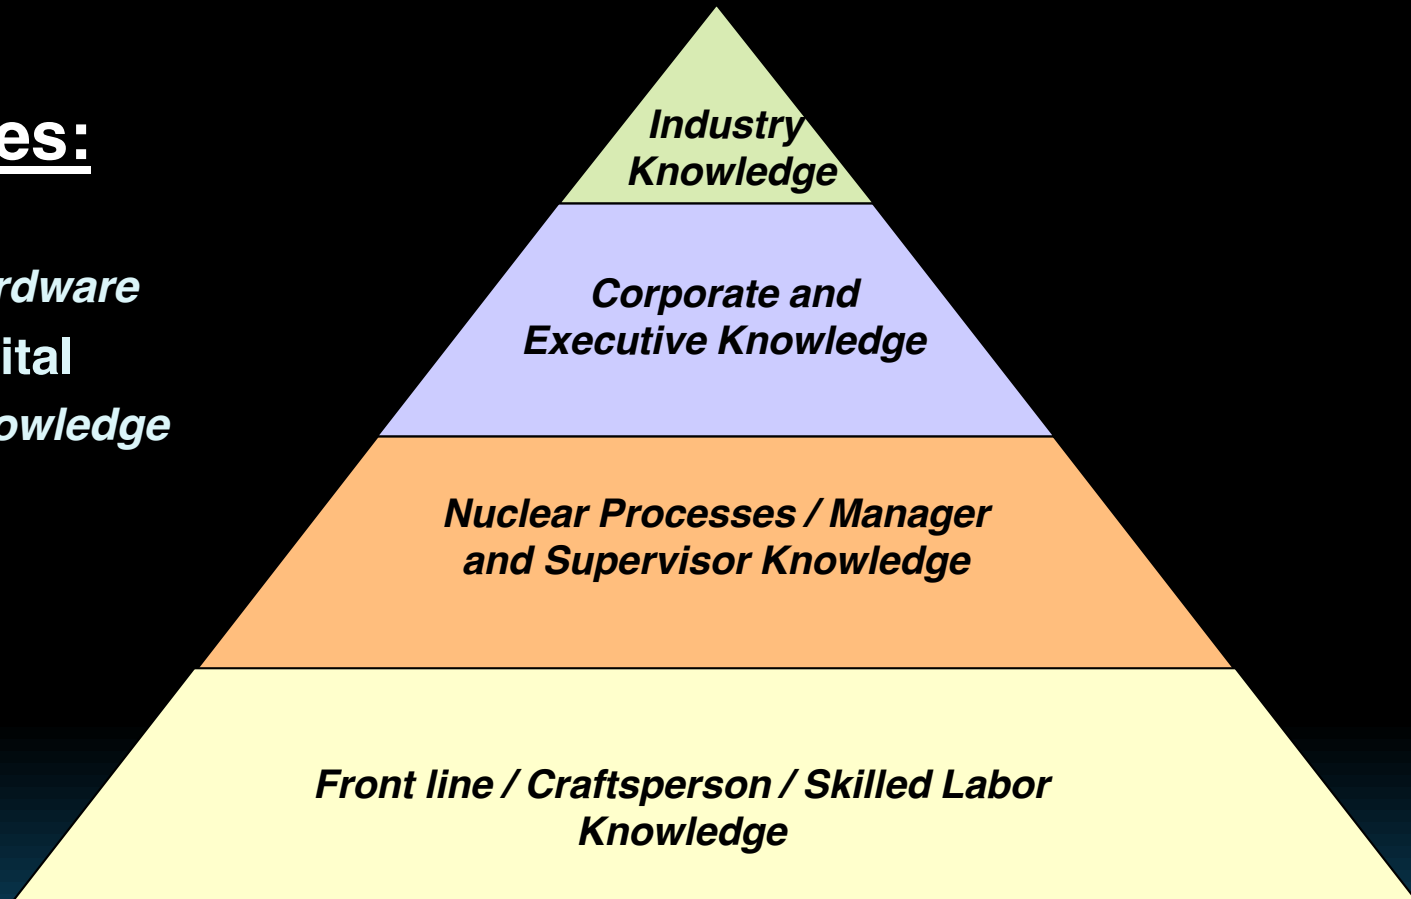 es:
rdware
ital
owledge
Industry
Knowledge
Corporate and
Executive Knowledge
Nuclear Processes / Manager
and Supervisor Knowledge
Front line / Craftsperson / Skilled Labor
Knowledge